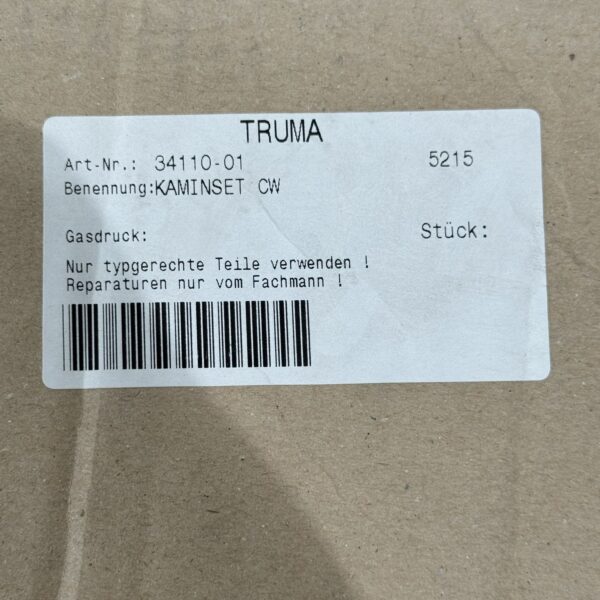 TRUMA
Art-Nr.: 34110-01 5215
Benennung:KAMINSET CW
Gasdruck: Stück:
Nur typgerechte Teile verwenden !
Reparaturen nur vom Fachmann !